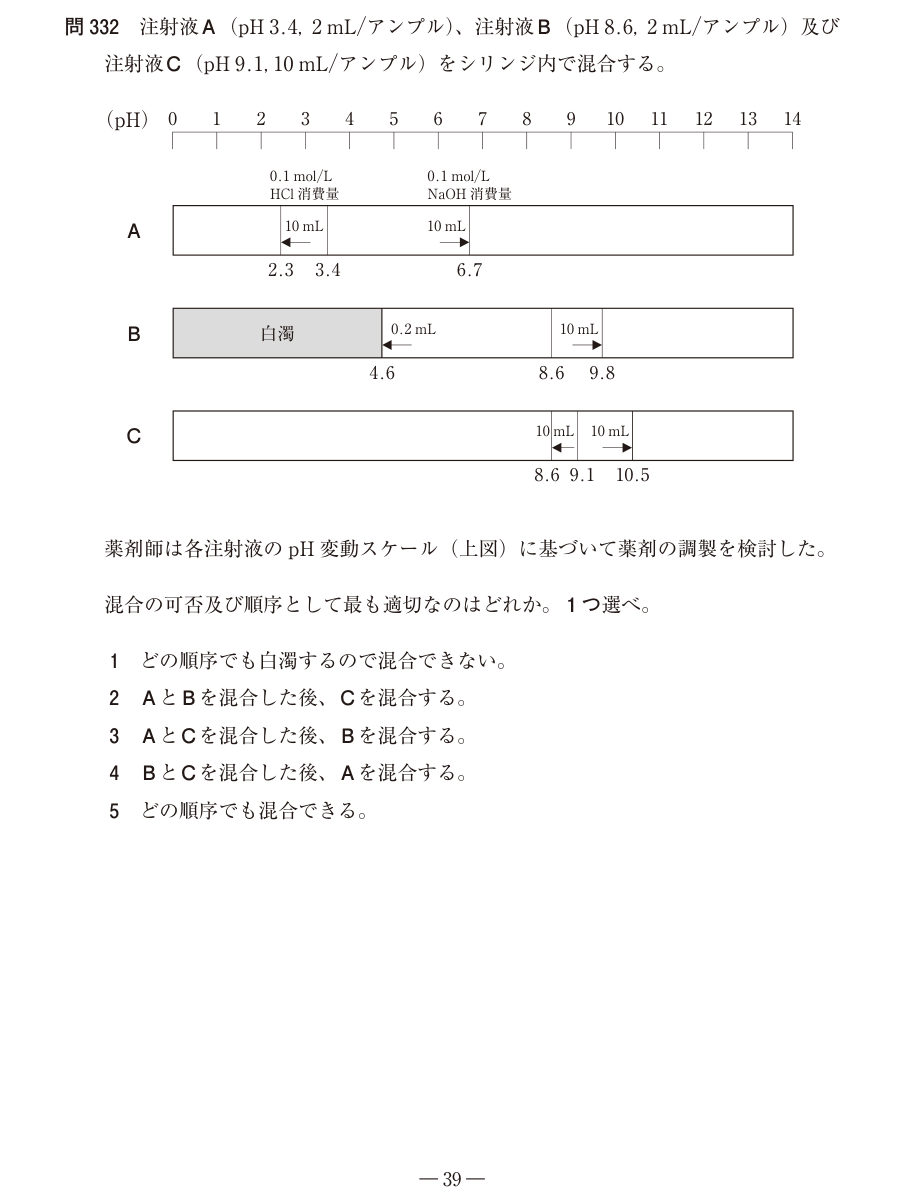 問 332 注射液A（pH 3.4, 2 mL/アンプル）、注射液B（pH 8.6, 2 mL/アンプル）及び
注射液C（pH 9.1, 10 mL/アンプル）をシリンジ内で混合する。
（pH） 0 1 2 3 4 5 6 7 8 9 10 11 12 13 14
0.1 mol/L 0.1 mol/L
HCl 消費量 NaOH 消費量
A 10 mL 10 mL
2.3 3.4 6.7
B 白濁 0.2 mL 10 mL
4.6 8.6 9.8
C 10 mL 10 mL
8.6 9.1 10.5
薬剤師は各注射液の pH 変動スケール（上図）に基づいて薬剤の調製を検討した。
混合の可否及び順序として最も適切なのはどれか。1つ選べ。
1 どの順序でも白濁するので混合できない。
2 AとBを混合した後、Cを混合する。
3 AとCを混合した後、Bを混合する。
4 BとCを混合した後、Aを混合する。
5 どの順序でも混合できる。
— 39 —